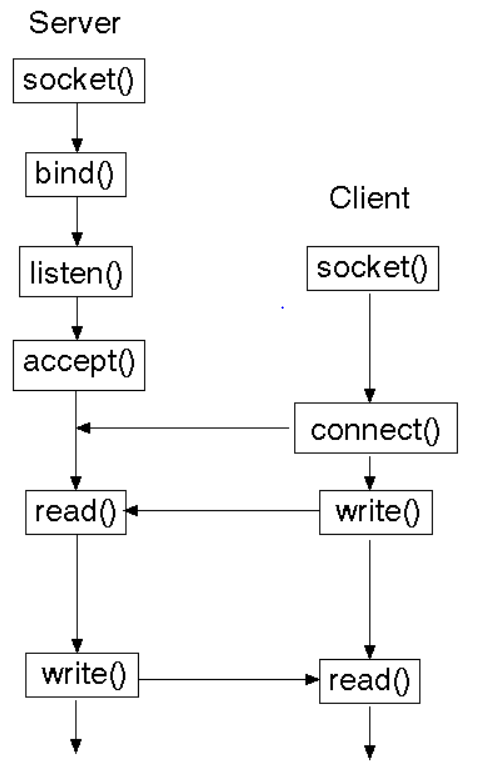 Server
socket()
bind()
listen()
accept()
read()
write()
Client
socket()
connect()
write()
read()